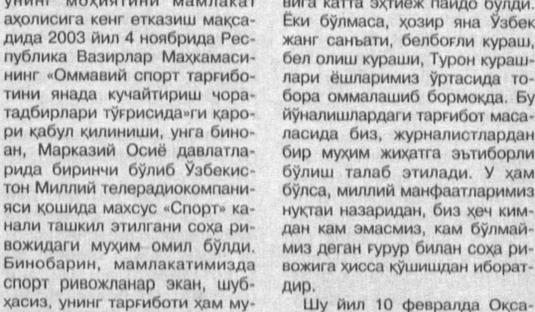 унинг моҳиятини мамлакат
аҳолисига кенг етказиш мақса-
дида 2003 йил 4 ноябрида Рес-
публика Вазирлар Маҳкамаси-
нинг «Оммавий спорт тарғибо-
тини янада кучайтириш чора-
тадбирлари тўғрисида»ги қаро-
ри қабул қилиниши, унга бино-
ан, Марказий Осиё давлатла-
рида биринчи бўлиб Ўзбекис-
тон Миллий телерадиокомпани-
яси қошида махсус «Спорт» ка-
нали ташкил этилгани соҳа ри-
вожидаги муҳим омил бўлди.
Бинобарин, мамлакатимизда
спорт ривожланар экан, шуб-
ҳасиз, унинг тарғиботи ҳам му-
вига катта эҳтиёж пайдо бўлди.
Ёки бўлмаса, ҳозир яна Ўзбек
жанг санъати, белбоғли кураш,
бел олиш кураши, Турон кураш-
лари ёшларимиз ўртасида то-
бора оммалашиб бормоқда. Бу
йўналишлардаги тарғибот маса-
ласида биз, журналистлардан
бир муҳим жиҳатга эътиборли
бўлиш талаб этилади. У ҳам
бўлса, миллий манфаатларимиз
нуқтаи назаридан, биз ҳеч ким-
дан кам эмасмиз, кам бўлмай-
миз деган ғурур билан соҳа ри-
вожига ҳисса қўшишдан иборат-
дир.
Шу йил 10 февралда Оқса-